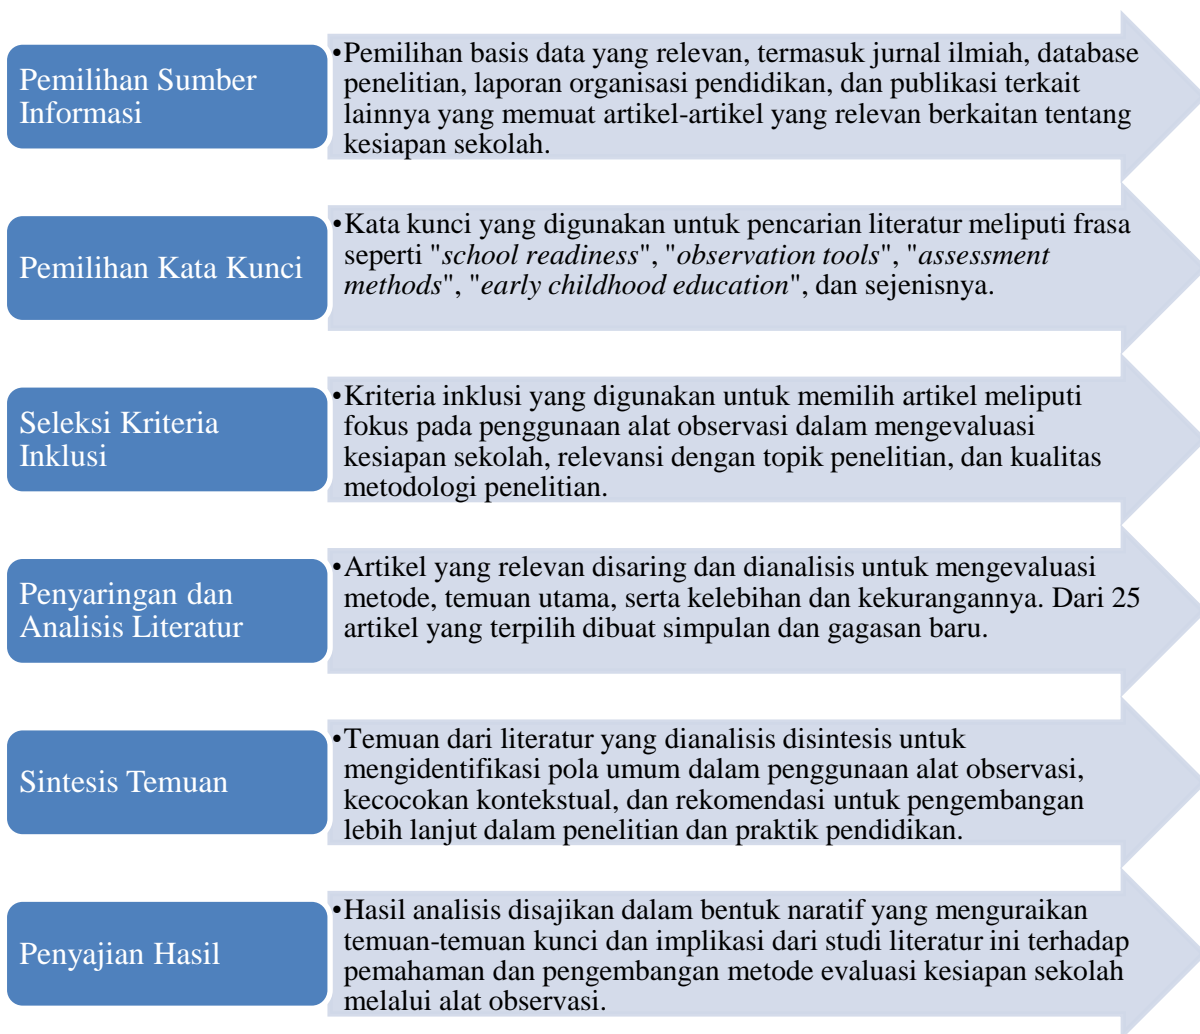 Pemilihan Sumber
Informasi
•Pemilihan basis data yang relevan, termasuk jurnal ilmiah, database
penelitian, laporan organisasi pendidikan, dan publikasi terkait
lainnya yang memuat artikel-artikel yang relevan berkaitan tentang
kesiapan sekolah.
Pemilihan Kata Kunci
•Kata kunci yang digunakan untuk pencarian literatur meliputi frasa
seperti "school readiness", "observation tools", "assessment
methods", "early childhood education", dan sejenisnya.
Seleksi Kriteria
Inklusi
•Kriteria inklusi yang digunakan untuk memilih artikel meliputi
fokus pada penggunaan alat observasi dalam mengevaluasi
kesiapan sekolah, relevansi dengan topik penelitian, dan kualitas
metodologi penelitian.
Penyaringan dan
Analisis Literatur
•Artikel yang relevan disaring dan dianalisis untuk mengevaluasi
metode, temuan utama, serta kelebihan dan kekurangannya. Dari 25
artikel yang terpilih dibuat simpulan dan gagasan baru.
Sintesis Temuan
•Temuan dari literatur yang dianalisis disintesis untuk
mengidentifikasi pola umum dalam penggunaan alat observasi,
kecocokan kontekstual, dan rekomendasi untuk pengembangan
lebih lanjut dalam penelitian dan praktik pendidikan.
Penyajian Hasil
•Hasil analisis disajikan dalam bentuk naratif yang menguraikan
temuan-temuan kunci dan implikasi dari studi literatur ini terhadap
pemahaman dan pengembangan metode evaluasi kesiapan sekolah
melalui alat observasi.